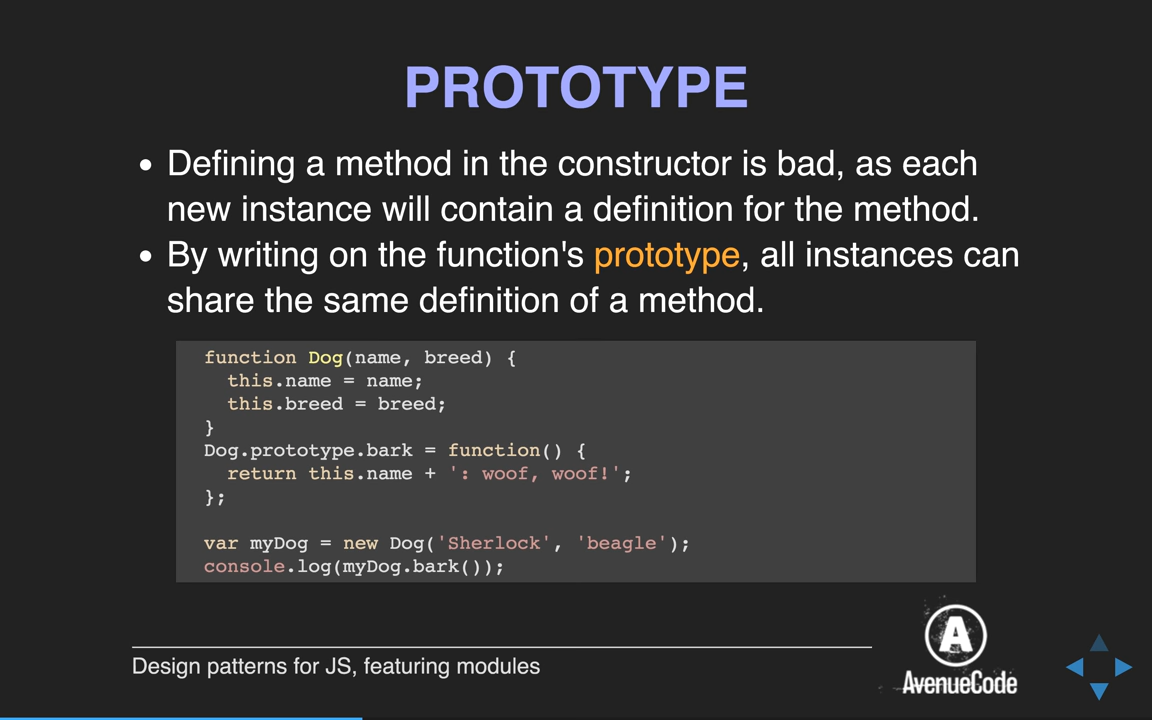 PROTOTYPE
• Defining a method in the constructor is bad, as each
new instance will contain a definition for the method.
• By writing on the function's prototype, all instances can
share the same definition of a method.
function Dog(name, breed) {
  this.name = name;
  this.breed = breed;
}
Dog.prototype.bark = function() {
  return this.name + ': woof, woof!';
};

var myDog = new Dog('Sherlock', 'beagle');
console.log(myDog.bark());
Design patterns for JS, featuring modules
A
AvenueCode